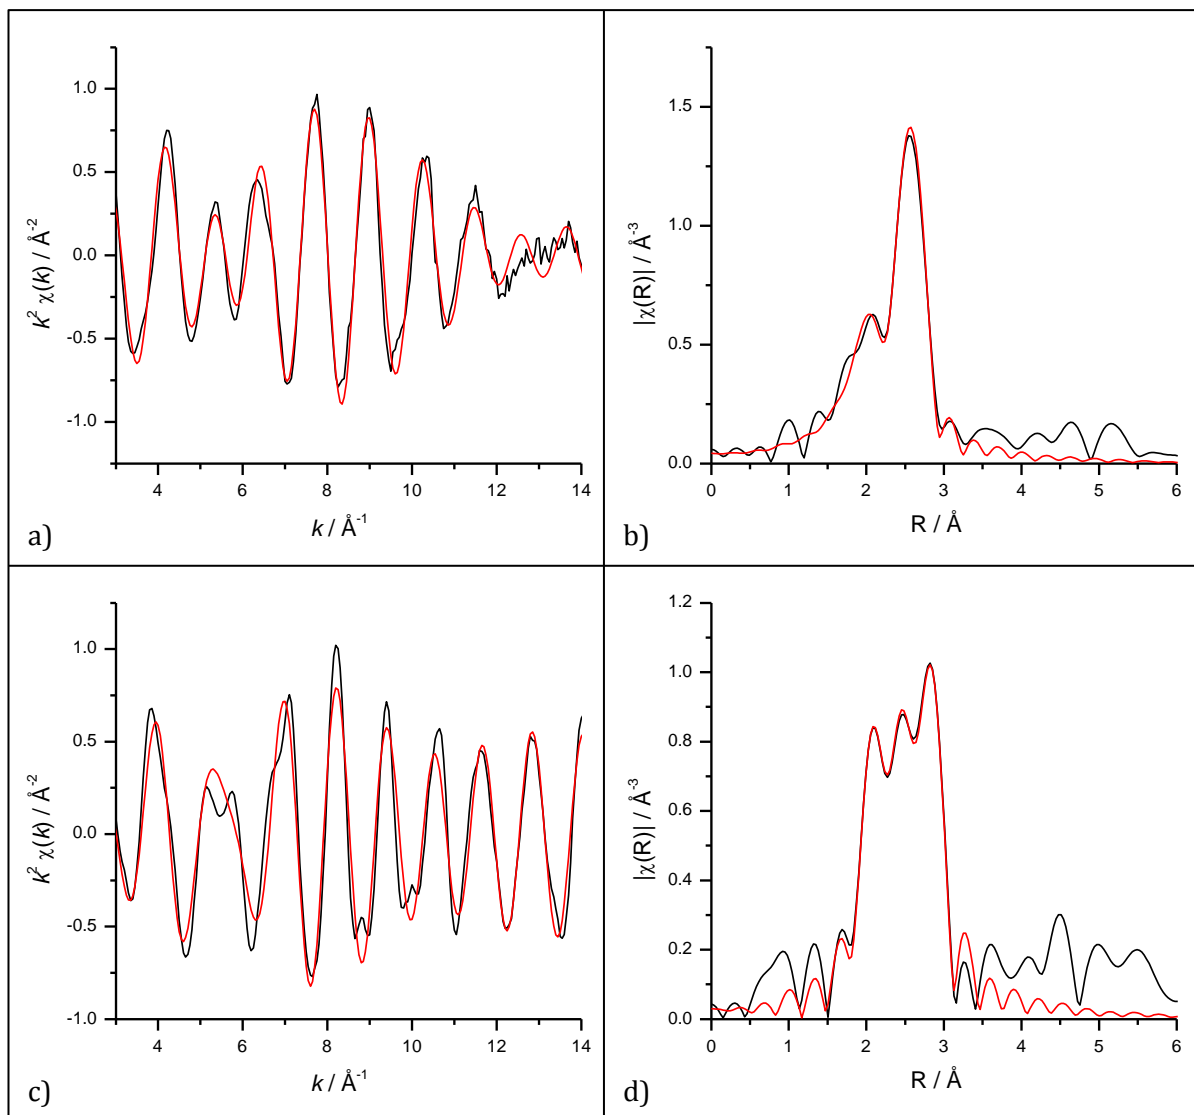 1.0
0.5
0.0
-0.5
-1.0
k² χ(k) / Å⁻²
4 6 8 10 12 14
k / Å⁻¹
a)
1.5
1.0
0.5
0.0
|χ(R)| / Å⁻³
0 1 2 3 4 5 6
R / Å
b)
1.0
0.5
0.0
-0.5
-1.0
k² χ(k) / Å⁻²
4 6 8 10 12 14
k / Å⁻¹
c)
1.2
1.0
0.8
0.6
0.4
0.2
0.0
|χ(R)| / Å⁻³
0 1 2 3 4 5 6
R / Å
d)